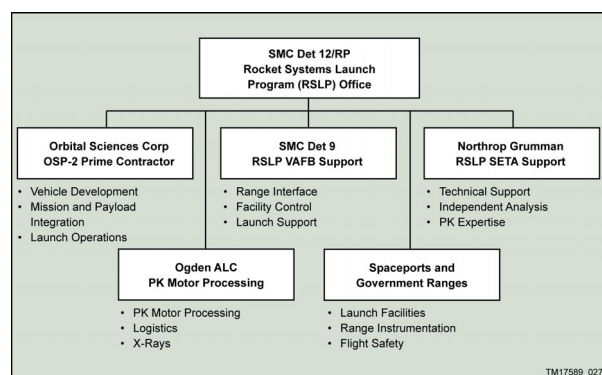 SMC Det 12/RP
Rocket Systems Launch
Program (RSLP) Office
Orbital Sciences Corp
OSP-2 Prime Contractor
• Vehicle Development
• Mission and Payload
Integration
• Launch Operations
SMC Det 9
RSLP VAFB Support
• Range Interface
• Facility Control
• Launch Support
Northrop Grumman
RSLP SETA Support
• Technical Support
• Independent Analysis
• PK Expertise
Ogden ALC
PK Motor Processing
• PK Motor Processing
• Logistics
• X-Rays
Spaceports and
Government Ranges
• Launch Facilities
• Range Instrumentation
• Flight Safety
TM17589_027